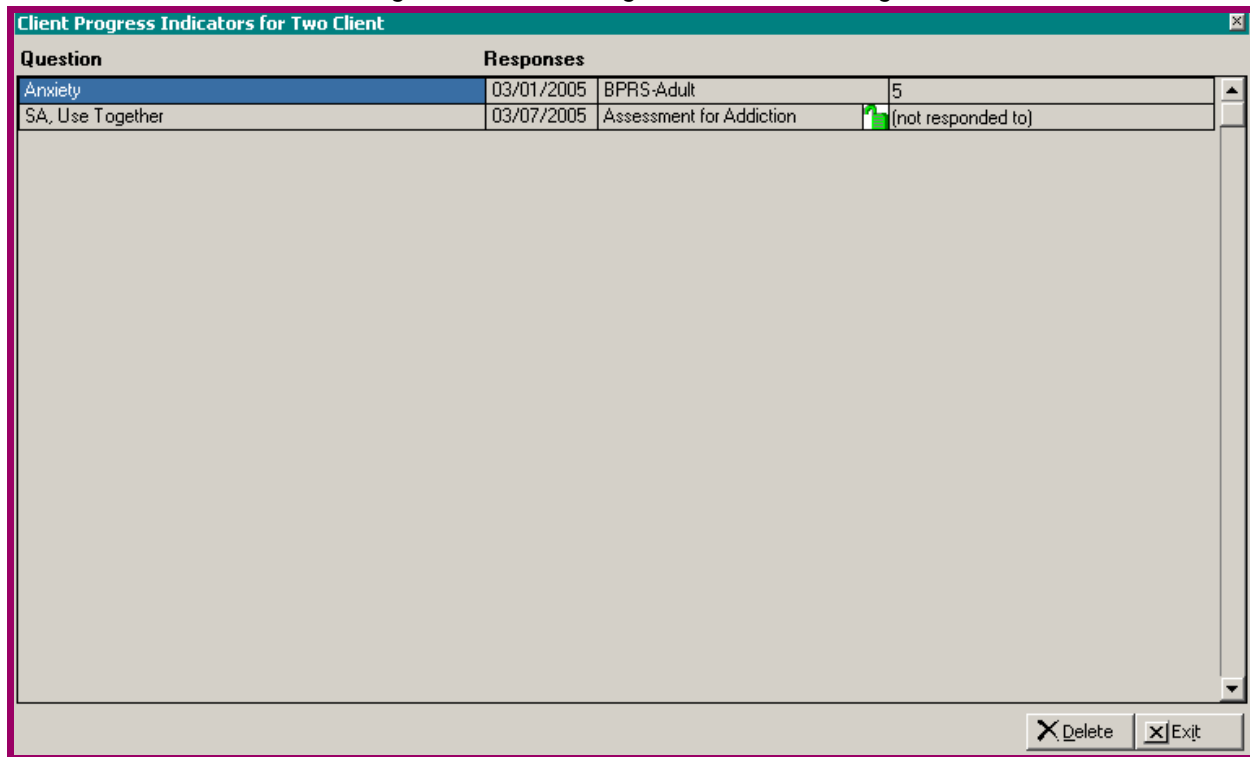 Client Progress Indicators for Two Client
Question Responses
Anxiety 03/01/2005 BPRS-Adult 5
SA, Use Together 03/07/2005 Assessment for Addiction (not responded to)
Delete Exit